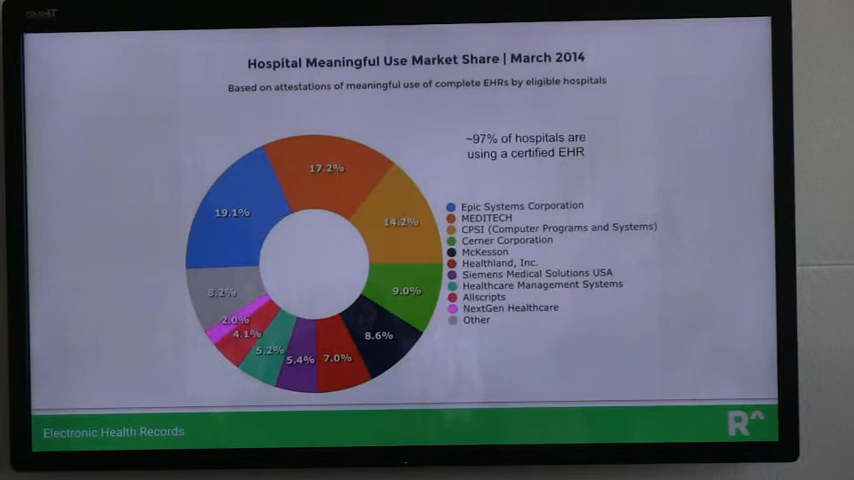 Hospital Meaningful Use Market Share | March 2014
Based on attestations of meaningful use of complete EHRs by eligible hospitals
~97% of hospitals are
using a certified EHR
17.2%
19.1%
14.2%
9.0%
8.2%
2.0%
4.1%
5.2%
5.4%
7.0%
8.6%
Epic Systems Corporation
MEDITECH
CPSI (Computer Programs and Systems)
Cerner Corporation
McKesson
Healthland, Inc.
Siemens Medical Solutions USA
Healthcare Management Systems
Allscripts
NextGen Healthcare
Other
Electronic Health Records
R^